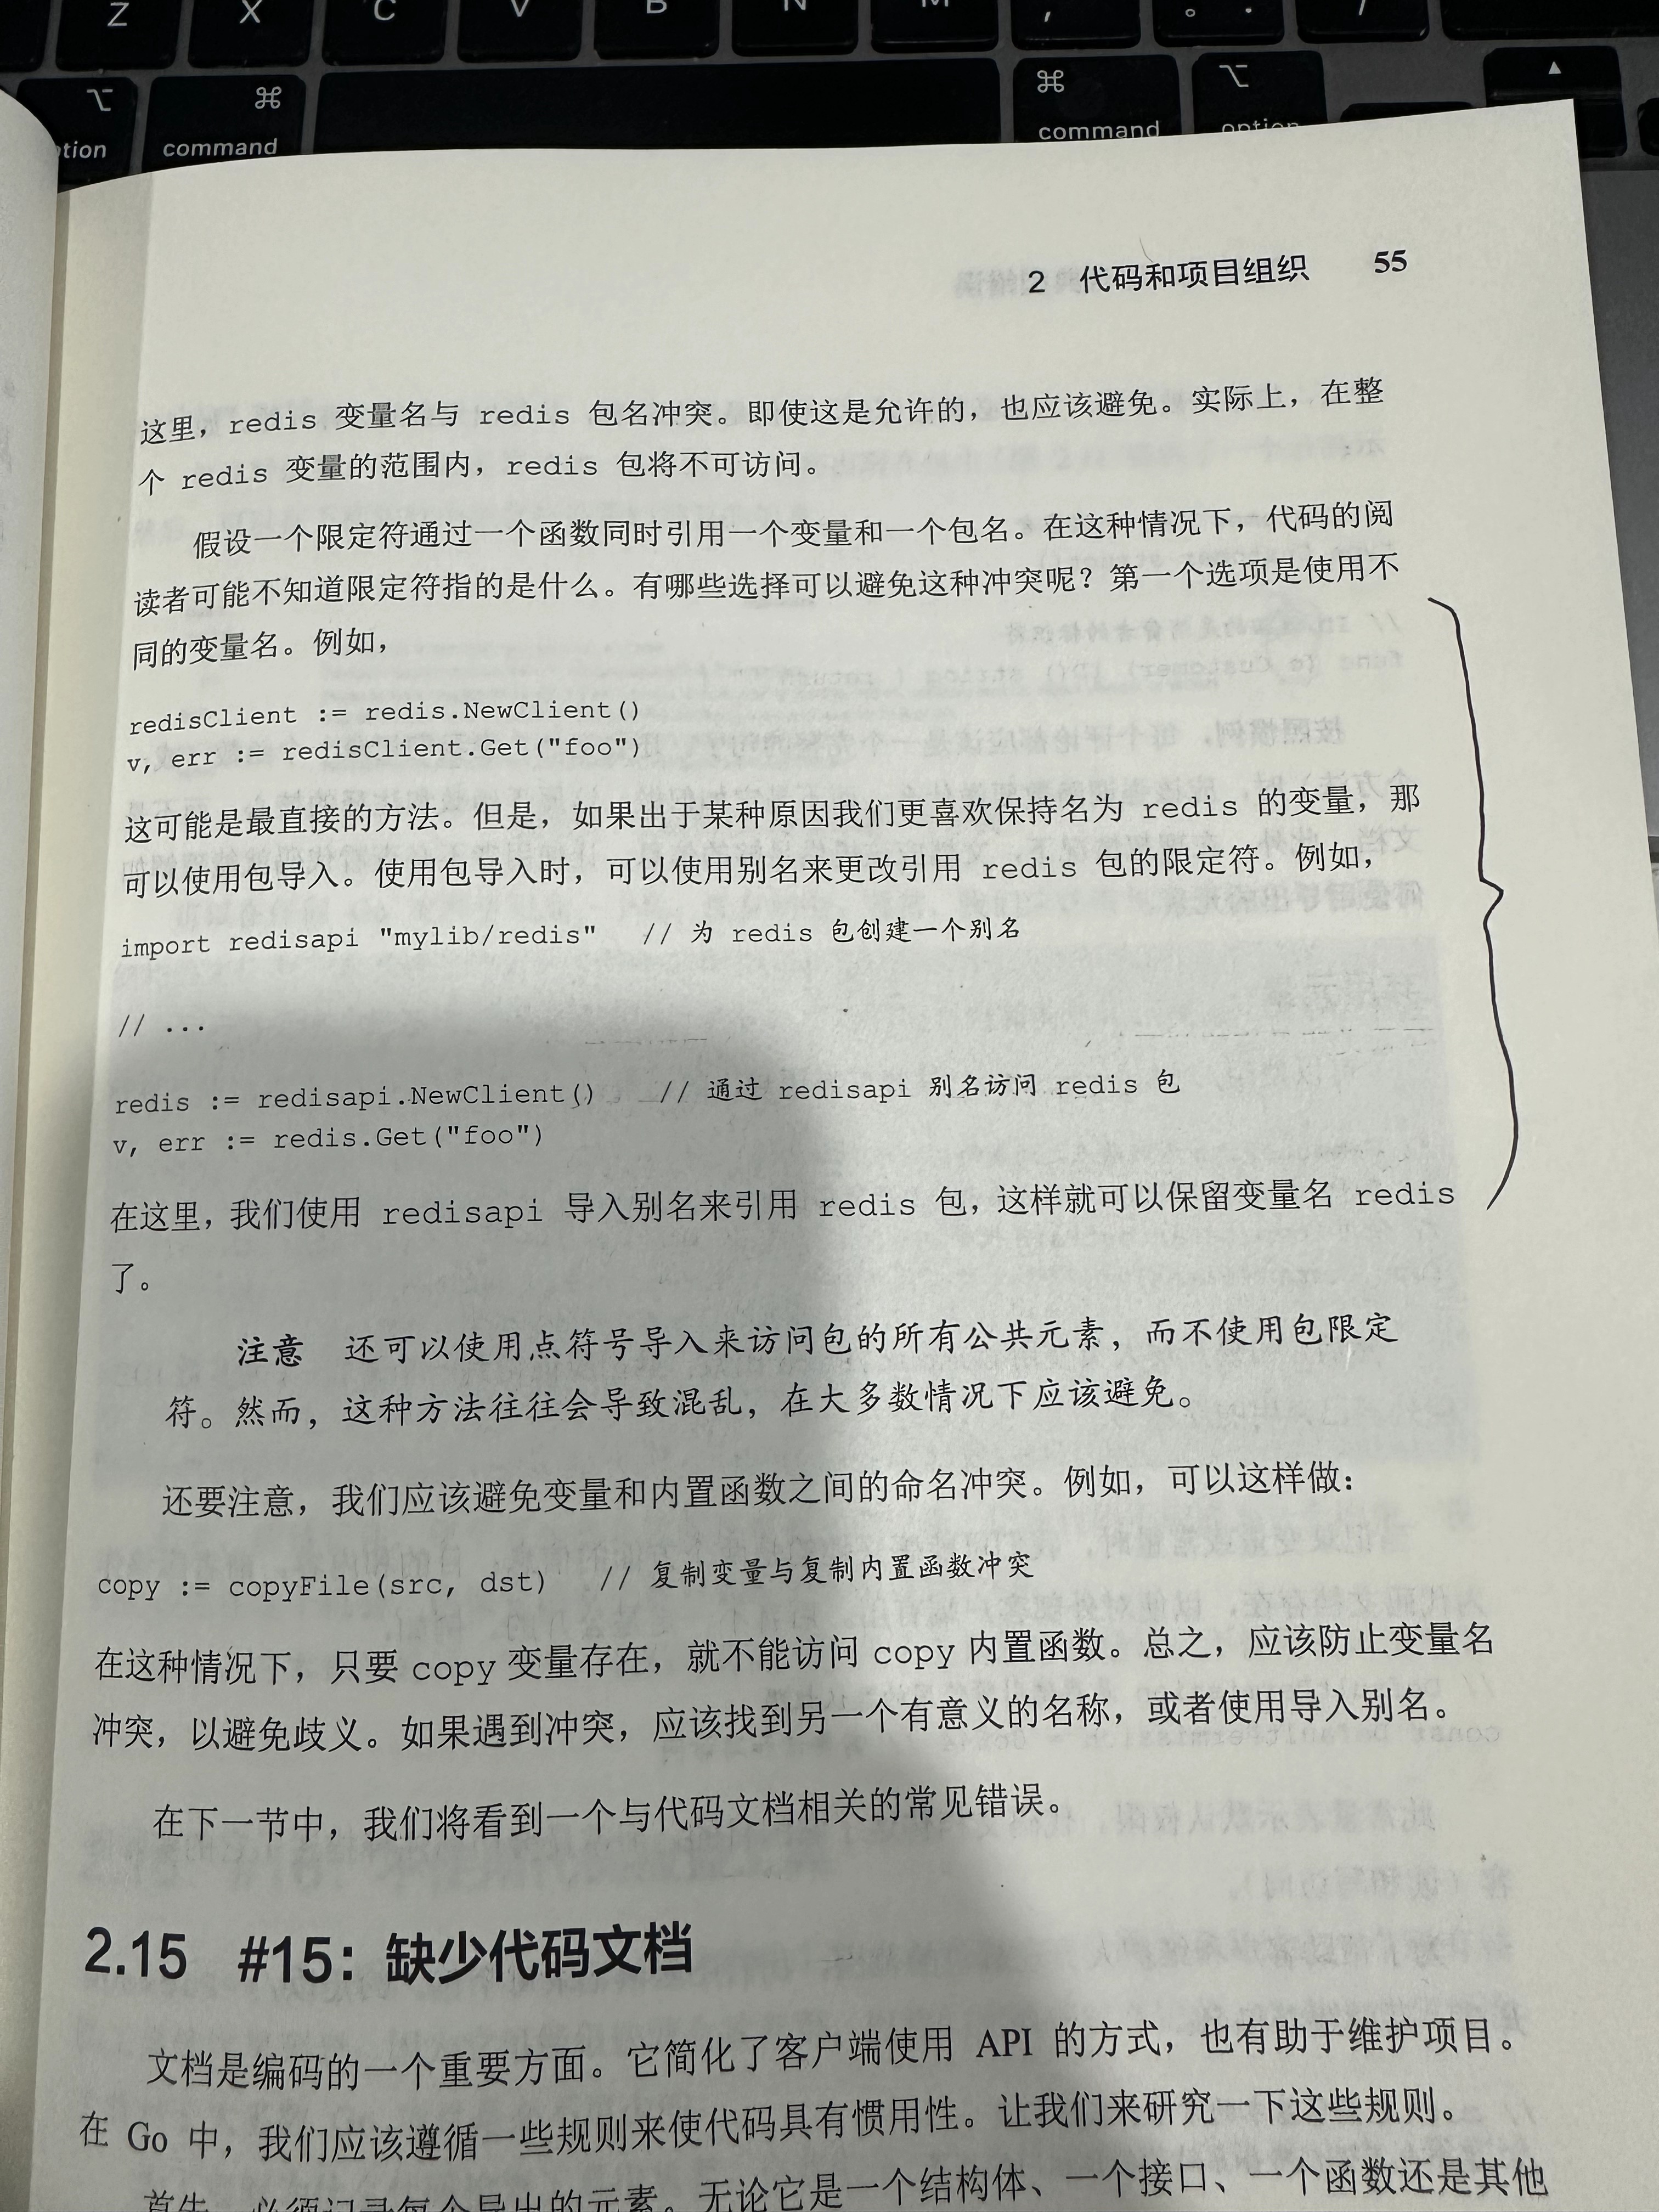 Z X C V B N M , 。 . /
option command command option
2 代码和项目组织 55
这里，redis 变量名与 redis 包名冲突。即使这是允许的，也应该避免。实际上，在整
个 redis 变量的范围内，redis 包将不可访问。
假设一个限定符通过一个函数同时引用一个变量和一个包名。在这种情况下，代码的阅
读者可能不知道限定符指的是什么。有哪些选择可以避免这种冲突呢？第一个选项是使用不
同的变量名。例如，
redisClient := redis.NewClient()
v, err := redisClient.Get("foo")
这可能是最直接的方法。但是，如果出于某种原因我们更喜欢保持名为 redis 的变量，那
可以使用包导入。使用包导入时，可以使用别名来更改引用 redis 包的限定符。例如，
import redisapi "mylib/redis" // 为 redis 包创建一个别名
// ...
redis := redisapi.NewClient() // 通过 redisapi 别名访问 redis 包
v, err := redis.Get("foo")
在这里，我们使用 redisapi 导入别名来引用 redis 包，这样就可以保留变量名 redis
了。
注意 还可以使用点符号导入来访问包的所有公共元素，而不使用包限定
符。然而，这种方法往往会导致混乱，在大多数情况下应该避免。
还要注意，我们应该避免变量和内置函数之间的命名冲突。例如，可以这样做：
copy := copyFile(src, dst) // 复制变量与复制内置函数冲突
在这种情况下，只要 copy 变量存在，就不能访问 copy 内置函数。总之，应该防止变量名
冲突，以避免歧义。如果遇到冲突，应该找到另一个有意义的名称，或者使用导入别名。
在下一节中，我们将看到一个与代码文档相关的常见错误。
2.15 #15：缺少代码文档
文档是编码的一个重要方面。它简化了客户端使用 API 的方式，也有助于维护项目。
在 Go 中，我们应该遵循一些规则来使代码具有惯用性。让我们来研究一下这些规则。
首先，必须记录每个导出的元素。无论它是一个结构体、一个接口、一个函数还是其他